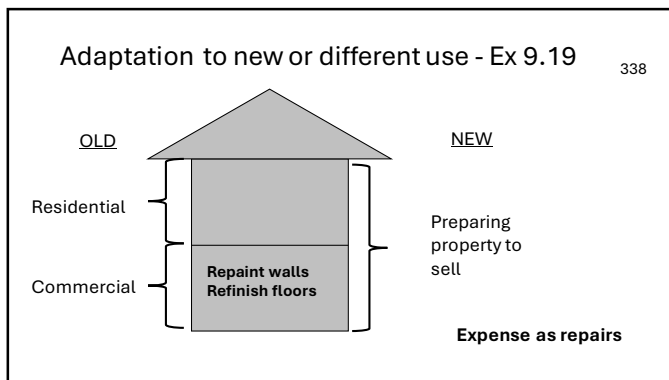 Adaptation to new or different use - Ex 9.19
338
OLD
NEW
Residential
Commercial
Repaint walls
Refinish floors
Preparing
property to
sell
Expense as repairs